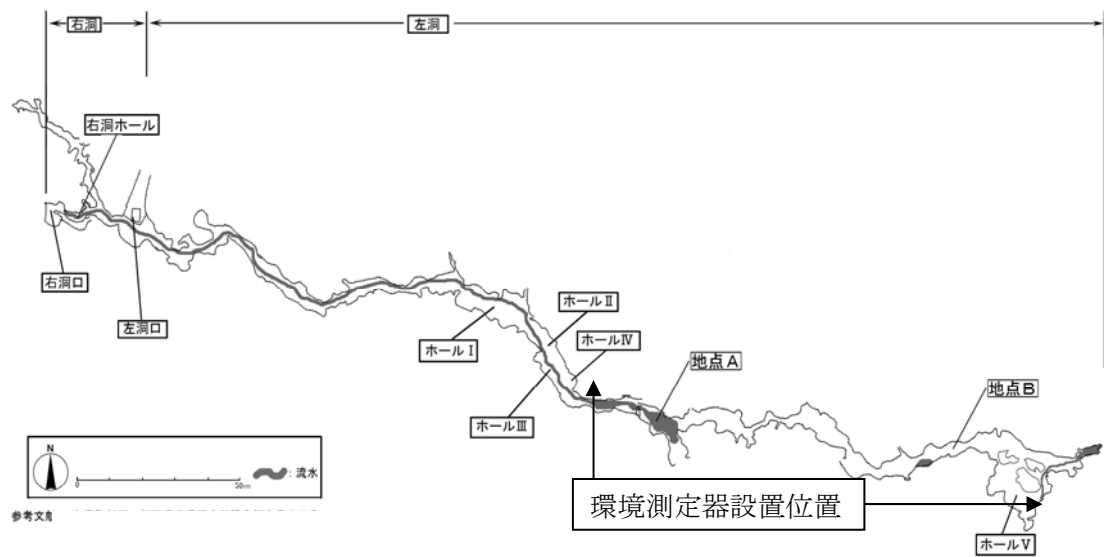 右洞
左洞
右洞ホール
右洞口
左洞口
ホールⅠ
ホールⅡ
ホールⅣ
ホールⅢ
地点A
地点B
ホールⅤ
環境測定器設置位置
N
0
50m
:流水
参考文献